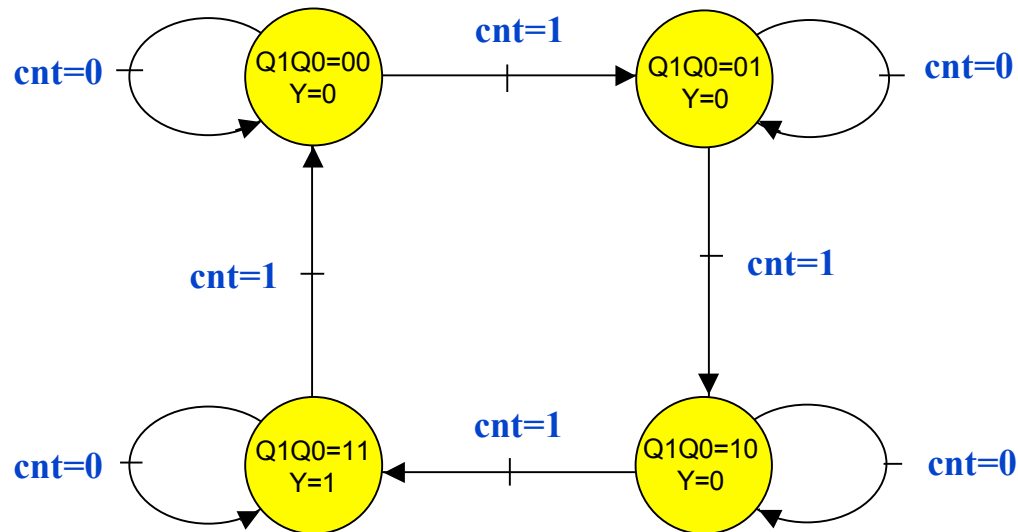 cnt=1
cnt=0
Q1Q0=00
Y=0
Q1Q0=01
Y=0
cnt=0
cnt=1
cnt=1
cnt=1
cnt=0
Q1Q0=11
Y=1
Q1Q0=10
Y=0
cnt=0